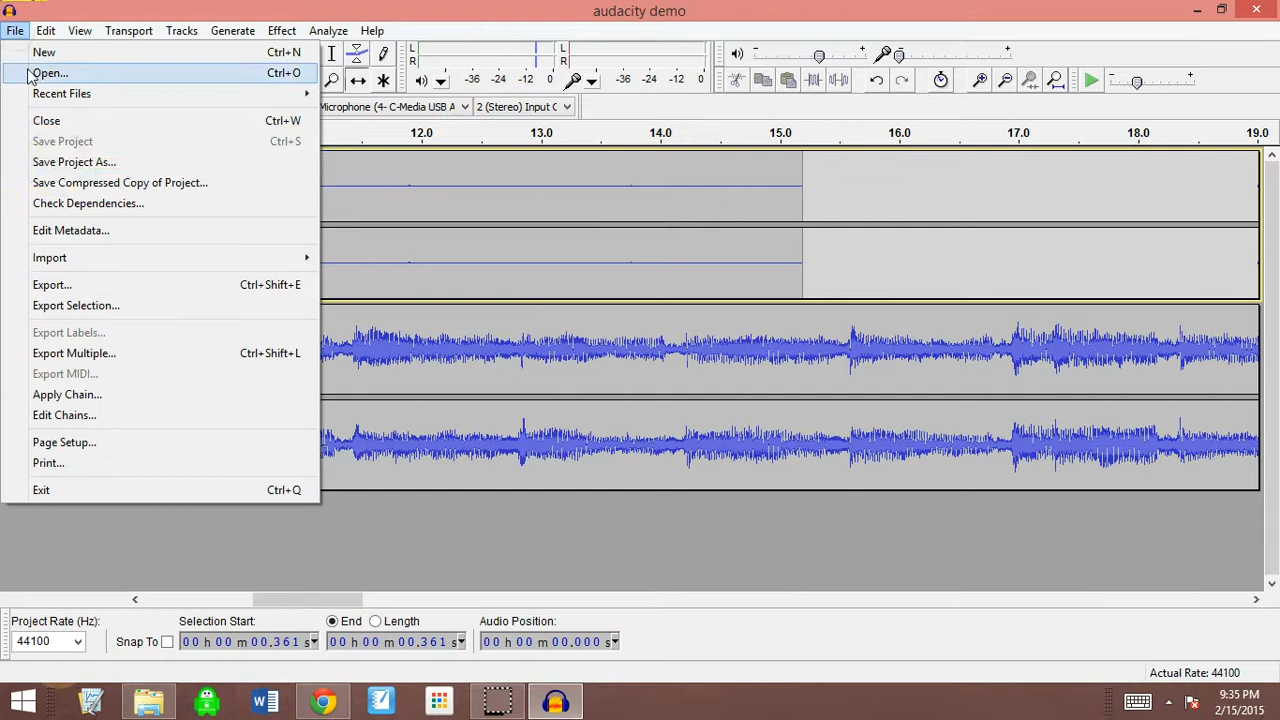 audacity demo
File Edit View Transport Tracks Generate Effect Analyze Help
New Ctrl+N
Open... Ctrl+O
Recent Files
Close Ctrl+W
Save Project Ctrl+S
Save Project As...
Save Compressed Copy of Project...
Check Dependencies...
Edit Metadata...
Import
Export... Ctrl+Shift+E
Export Selection...
Export Labels...
Export Multiple... Ctrl+Shift+L
Export MIDI...
Apply Chain...
Edit Chains...
Page Setup...
Print...
Exit Ctrl+Q
L
R
-36 -24 -12 0
L
R
-36 -24 -12 0
Microphone (4- C-Media USB A 2 (Stereo) Input C
12.0 13.0 14.0 15.0 16.0 17.0 18.0 19.0
Project Rate (Hz): Selection Start: End Length Audio Position:
44100 Snap To 00 h 00 m 00.361 s 00 h 00 m 00.361 s 00 h 00 m 00.000 s
Actual Rate: 44100
9:35 PM
2/15/2015